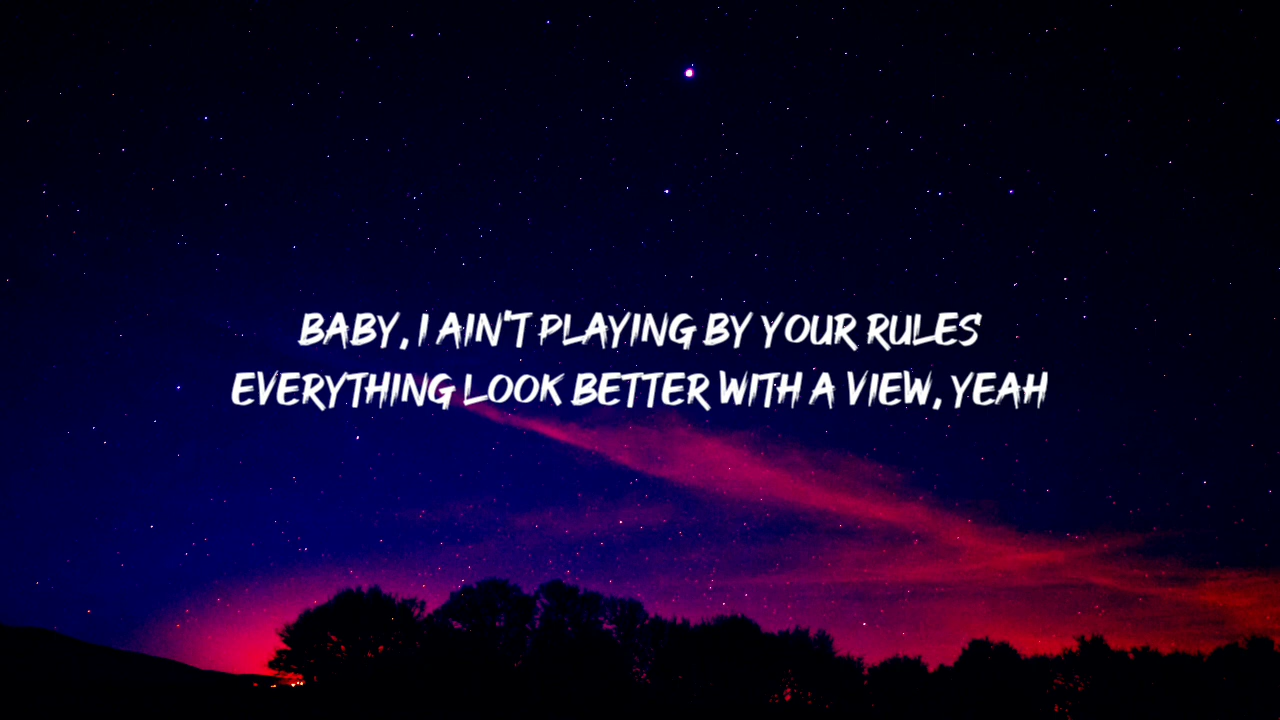 BABY, I AIN'T PLAYING BY YOUR RULES
EVERYTHING LOOK BETTER WITH A VIEW, YEAH